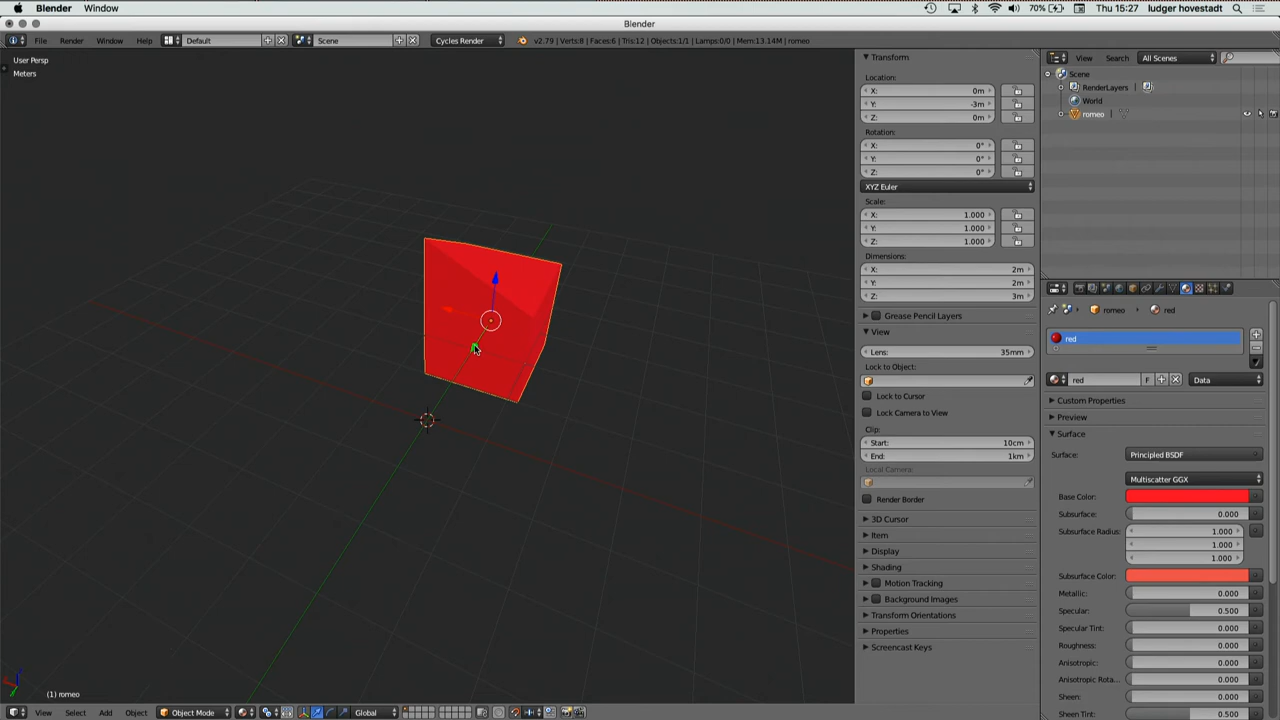 Blender Window 70% Thu 15:27 ludger hovestadt
Blender
File Render Window Help Default Scene Cycles Render v2.79 | Verts:8 | Faces:6 | Tris:12 | Objects:1/1 | Lamps:0/0 | Mem:13.14M | romeo
User Persp
Meters
(1) romeo
View Select Add Object Object Mode Global
Transform
Location:
X: 0m
Y: -3m
Z: 0m
Rotation:
X: 0°
Y: 0°
Z: 0°
XYZ Euler
Scale:
X: 1.000
Y: 1.000
Z: 1.000
Dimensions:
X: 2m
Y: 2m
Z: 3m
Grease Pencil Layers
View
Lens: 35mm
Lock to Object:
Lock to Cursor
Lock Camera to View
Clip:
Start: 10cm
End: 1km
Local Camera:
Render Border
3D Cursor
Item
Display
Shading
Motion Tracking
Background Images
Transform Orientations
Properties
Screencast Keys
View Search All Scenes
Scene
RenderLayers |
World
romeo |
romeo red
red
red F Data
Custom Properties
Preview
Surface
Surface: Principled BSDF
Multiscatter GGX
Base Color:
Subsurface: 0.000
Subsurface Radius: 1.000
1.000
1.000
Subsurface Color:
Metallic: 0.000
Specular: 0.500
Specular Tint: 0.000
Roughness: 0.000
Anisotropic: 0.000
Anisotropic Rota... 0.000
Sheen: 0.000
Sheen Tint: 0.500